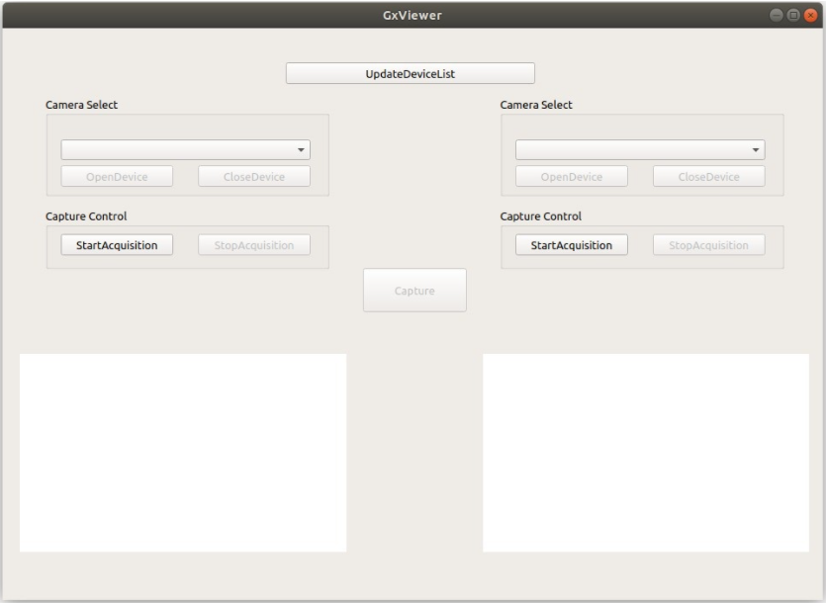 GxViewer
UpdateDeviceList
Camera Select
OpenDevice CloseDevice
Capture Control
StartAcquisition StopAcquisition
Camera Select
OpenDevice CloseDevice
Capture Control
StartAcquisition StopAcquisition
Capture